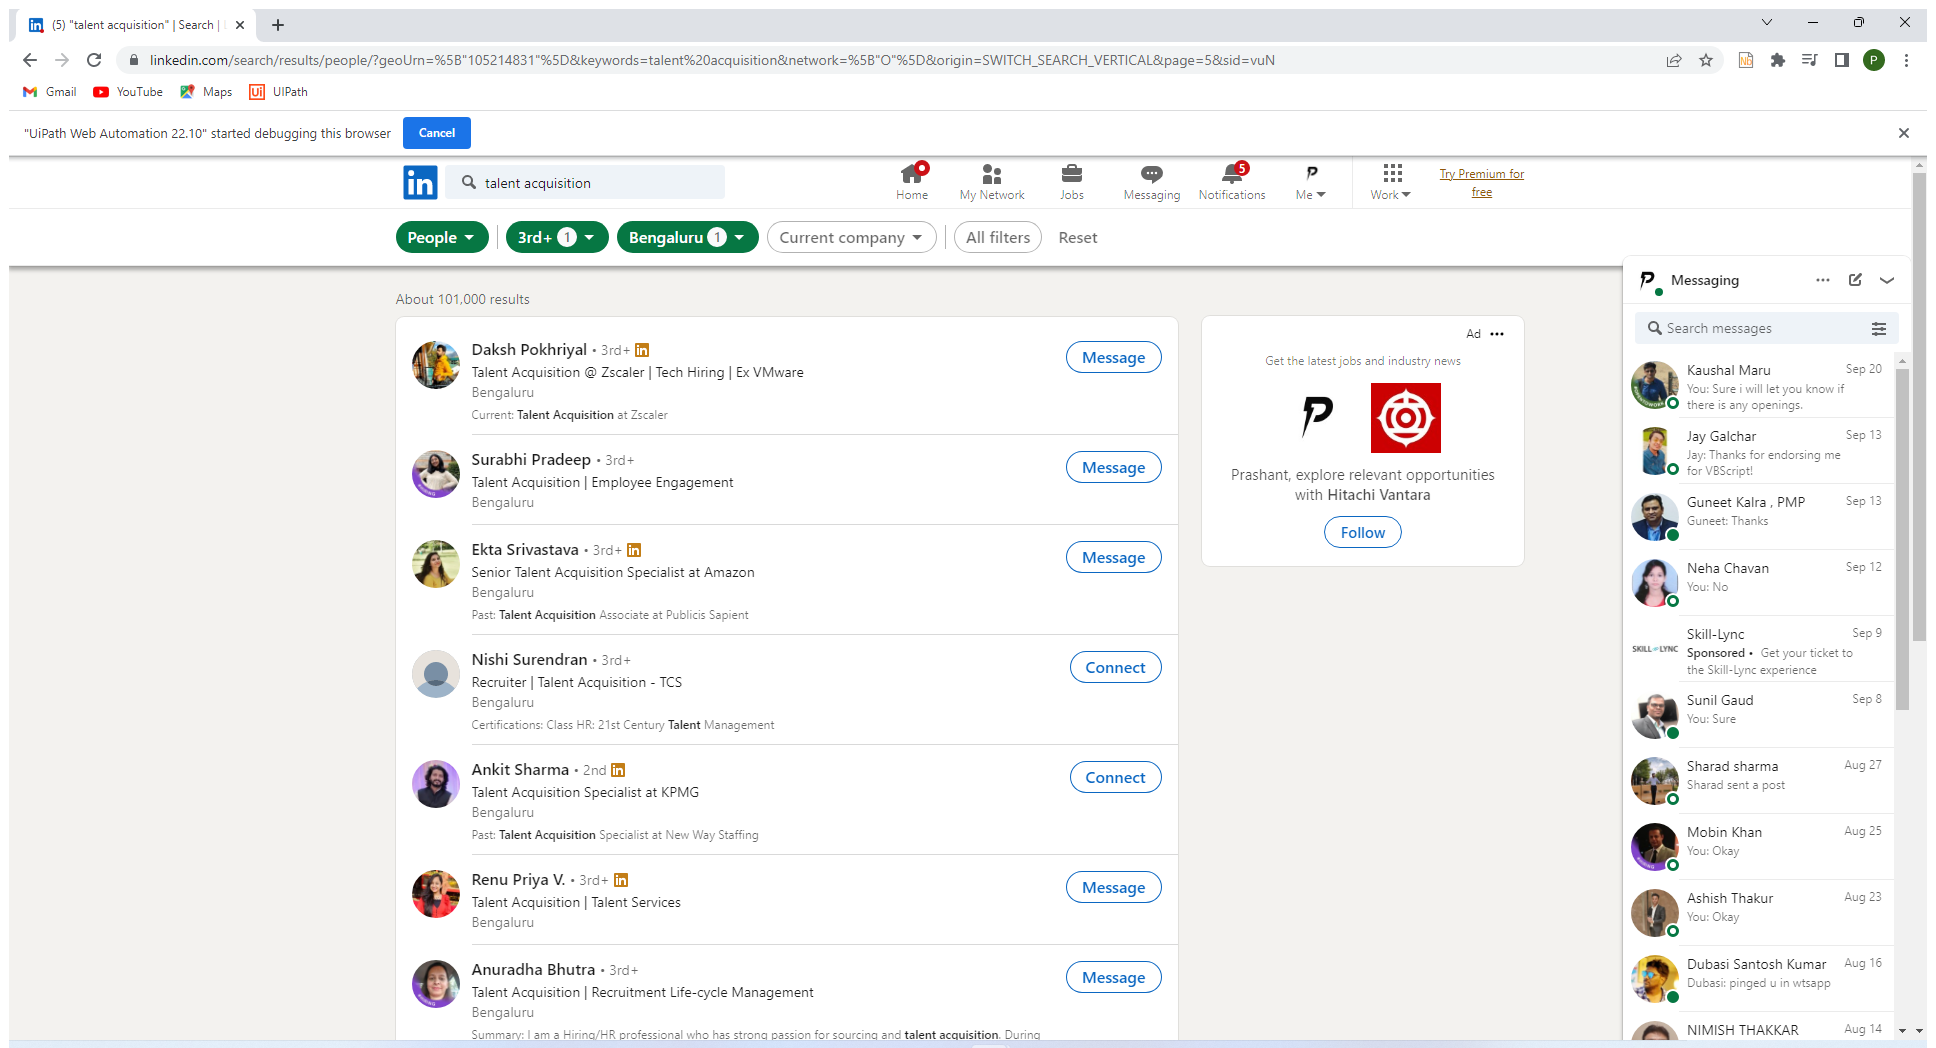 (5) "talent acquisition" | Search |
linkedin.com/search/results/people/?geoUrn=%5B"105214831"%5D&keywords=talent%20acquisition&network=%5B"O"%5D&origin=SWITCH_SEARCH_VERTICAL&page=5&sid=vuN
P
Gmail YouTube Maps Ui UIPath
"UiPath Web Automation 22.10" started debugging this browser Cancel
in talent acquisition
Home My Network Jobs Messaging 5 Notifications Me Work
Try Premium for
free
People 3rd+ 1 Bengaluru 1 Current company All filters Reset
About 101,000 results
Daksh Pokhriyal • 3rd+ in
Talent Acquisition @ Zscaler | Tech Hiring | Ex VMware
Bengaluru
Current: Talent Acquisition at Zscaler
Message
Surabhi Pradeep • 3rd+
Talent Acquisition | Employee Engagement
Bengaluru
Message
Ekta Srivastava • 3rd+ in
Senior Talent Acquisition Specialist at Amazon
Bengaluru
Past: Talent Acquisition Associate at Publicis Sapient
Message
Nishi Surendran • 3rd+
Recruiter | Talent Acquisition - TCS
Bengaluru
Certifications: Class HR: 21st Century Talent Management
Connect
Ankit Sharma • 2nd in
Talent Acquisition Specialist at KPMG
Bengaluru
Past: Talent Acquisition Specialist at New Way Staffing
Connect
Renu Priya V. • 3rd+ in
Talent Acquisition | Talent Services
Bengaluru
Message
Anuradha Bhutra • 3rd+
Talent Acquisition | Recruitment Life-cycle Management
Bengaluru
Summary: I am a Hiring/HR professional who has strong passion for sourcing and talent acquisition. During
Message
Ad
Get the latest jobs and industry news
Prashant, explore relevant opportunities
with Hitachi Vantara
Follow
Messaging
Search messages
Kaushal Maru Sep 20
You: Sure i will let you know if
there is any openings.
Jay Galchar Sep 13
Jay: Thanks for endorsing me
for VBScript!
Guneet Kalra , PMP Sep 13
Guneet: Thanks
Neha Chavan Sep 12
You: No
SKILL-LYNC
Skill-Lync Sep 9
Sponsored • Get your ticket to
the Skill-Lync experience
Sunil Gaud Sep 8
You: Sure
Sharad sharma Aug 27
Sharad sent a post
Mobin Khan Aug 25
You: Okay
Ashish Thakur Aug 23
You: Okay
Dubasi Santosh Kumar Aug 16
Dubasi: pinged u in wtsapp
NIMISH THAKKAR Aug 14